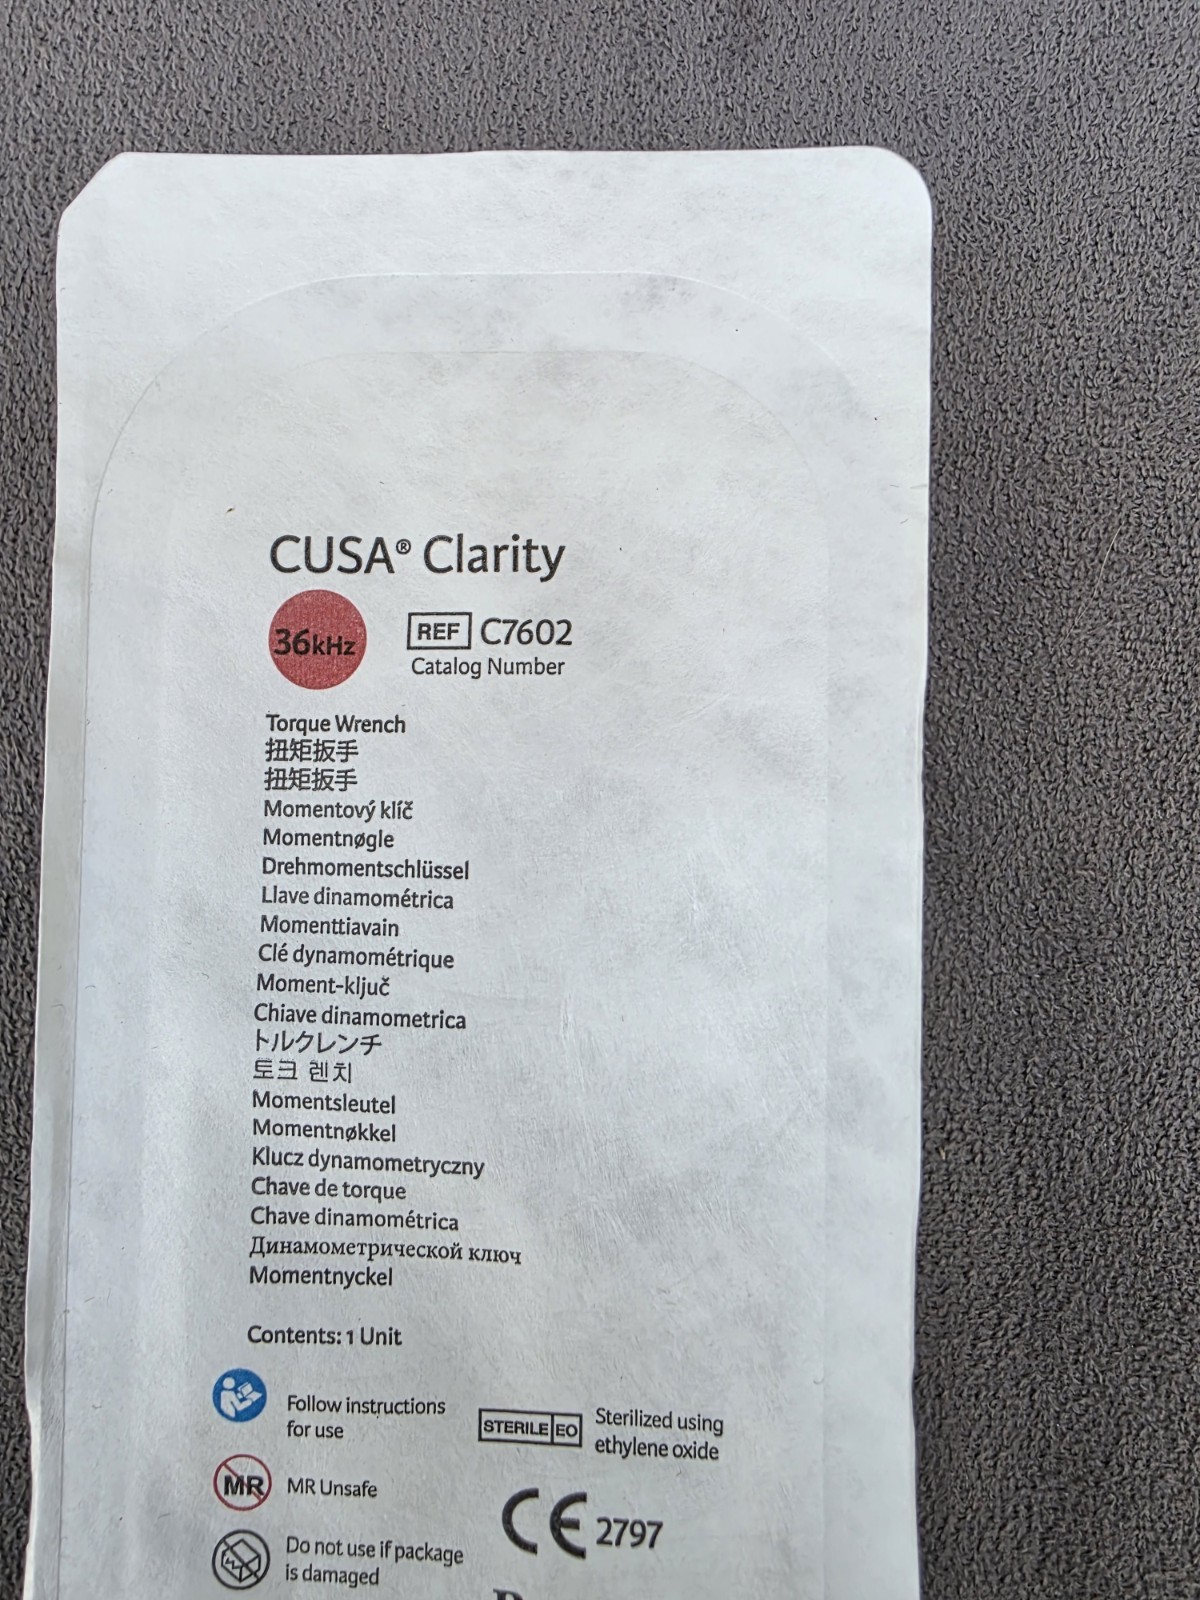 CUSA® Clarity
36kHz
REF C7602
Catalog Number
Torque Wrench
扭矩扳手
扭矩扳手
Momentový klíč
Momentnøgle
Drehmomentschlüssel
Llave dinamométrica
Momenttiavain
Clé dynamométrique
Moment-ključ
Chiave dinamometrica
トルクレンチ
토크 렌치
Momentsleutel
Momentnøkkel
Klucz dynamometryczny
Chave de torque
Chave dinamométrica
Динамометрической ключ
Momentnyckel
Contents: 1 Unit
Follow instructions
for use
STERILE EO
Sterilized using
ethylene oxide
MR
MR Unsafe
CE 2797
Do not use if package
is damaged